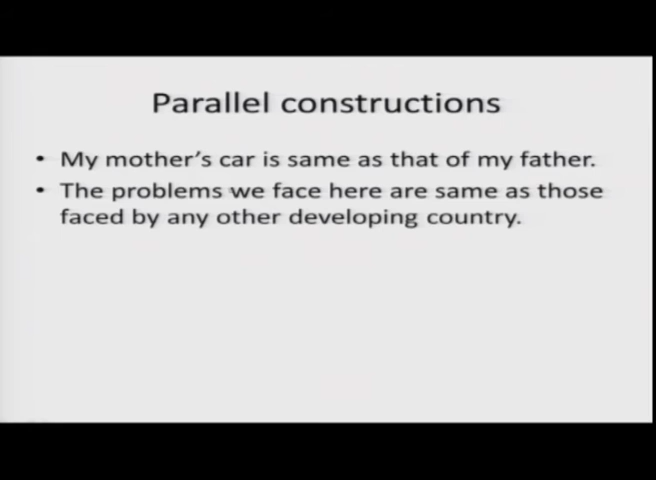 Parallel constructions
• My mother's car is same as that of my father.
• The problems we face here are same as those
faced by any other developing country.